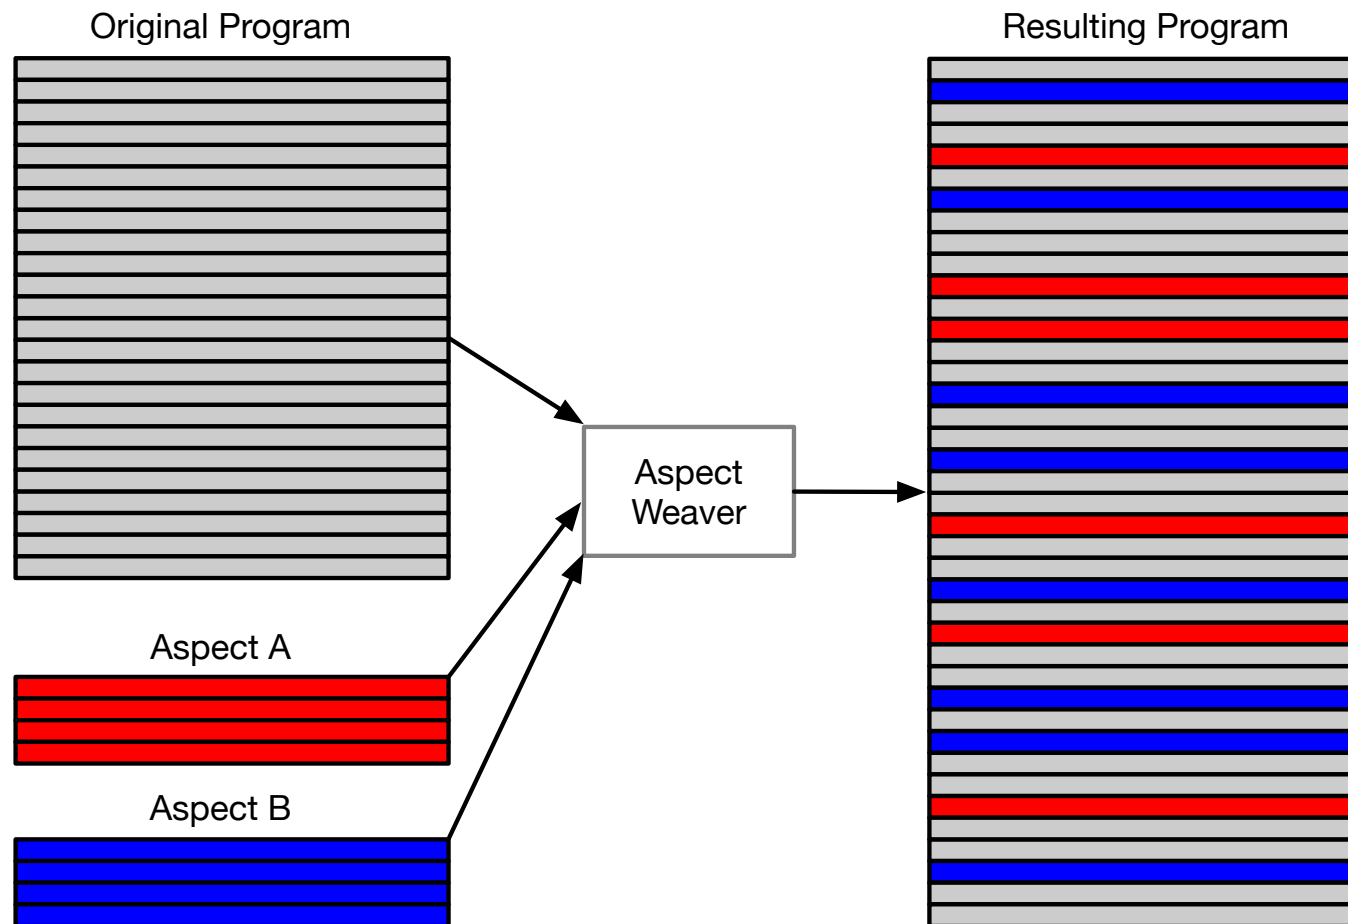 Original Program
Resulting Program
Aspect
Weaver
Aspect A
Aspect B